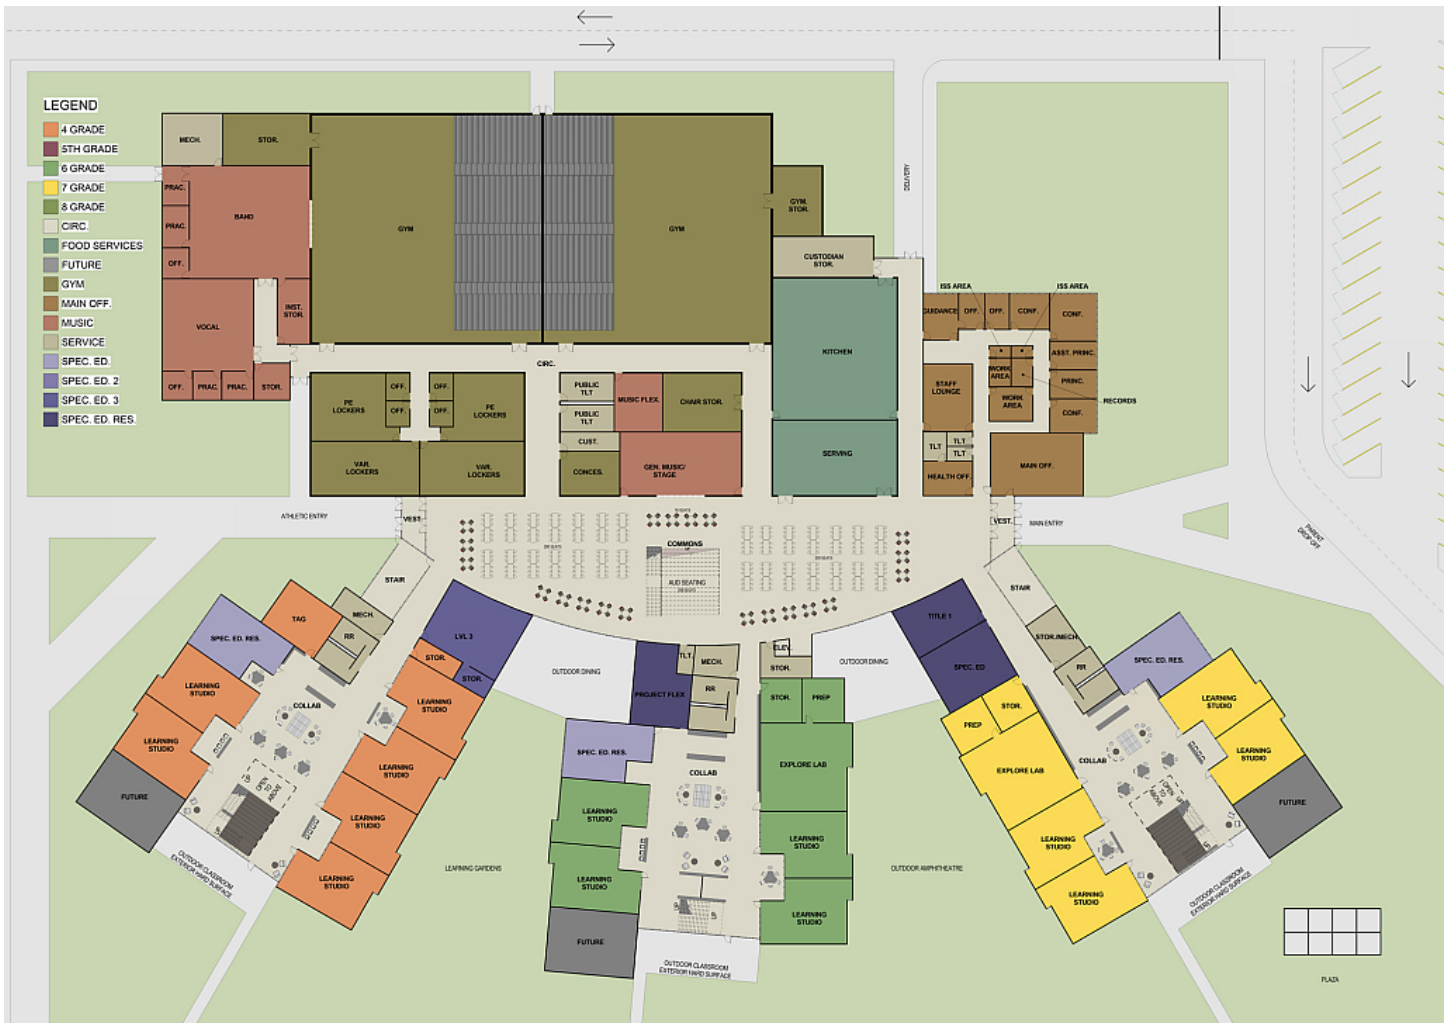 LEGEND
4 GRADE
5TH GRADE
6 GRADE
7 GRADE
8 GRADE
CIRC.
FOOD SERVICES
FUTURE
GYM
MAIN OFF.
MUSIC
SERVICE
SPEC. ED.
SPEC. ED. 2
SPEC. ED. 3
SPEC. ED. RES.
MECH.
STOR.
PRAC.
BAND
PRAC.
OFF.
VOCAL
INST.
STOR.
OFF.
PRAC.
PRAC.
STOR.
GYM
GYM
GYM.
STOR.
CUSTODIAN
STOR.
DELIVERY
KITCHEN
SERVING
CIRC.
PE
LOCKERS
OFF.
OFF.
OFF.
OFF.
PE
LOCKERS
VAR.
LOCKERS
VAR.
LOCKERS
PUBLIC
TLT
PUBLIC
TLT
CUST.
CONCES.
MUSIC FLEX.
CHAIR STOR.
GEN. MUSIC/
STAGE
ISS AREA
ISS AREA
GUIDANCE
OFF.
OFF.
CONF.
CONF.
ASST. PRINC.
PRINC.
CONF.
RECORDS
WORK
AREA
WORK
AREA
STAFF
LOUNGE
TLT
TLT
TLT
HEALTH OFF.
MAIN OFF.
ATHLETIC ENTRY
VEST.
VEST.
MAIN ENTRY
PARENT
DROP OFF
COMMONS
UP
AUD SEATING
STAIR
MECH.
RR
TAG
SPEC. ED. RES.
LEARNING
STUDIO
LEARNING
STUDIO
FUTURE
COLLAB
OPEN
TO
ABOVE
LVL 3
STOR.
STOR.
LEARNING
STUDIO
LEARNING
STUDIO
LEARNING
STUDIO
LEARNING
STUDIO
OUTDOOR CLASSROOM
EXTERIOR HARD SURFACE
OUTDOOR DINING
LEARNING GARDENS
PROJECT FLEX
TLT.
MECH.
RR
ELEV.
STOR.
STOR.
PREP
SPEC. ED. RES.
COLLAB
EXPLORE LAB
LEARNING
STUDIO
LEARNING
STUDIO
LEARNING
STUDIO
LEARNING
STUDIO
FUTURE
OUTDOOR CLASSROOM
EXTERIOR HARD SURFACE
OUTDOOR DINING
OUTDOOR AMPHITHEATRE
TITLE 1
SPEC. ED
STAIR
STOR./MECH.
RR
SPEC. ED. RES.
PREP
STOR.
EXPLORE LAB
COLLAB
OPEN
TO
ABOVE
LEARNING
STUDIO
LEARNING
STUDIO
FUTURE
LEARNING
STUDIO
LEARNING
STUDIO
OUTDOOR CLASSROOM
EXTERIOR HARD SURFACE
PLAZA